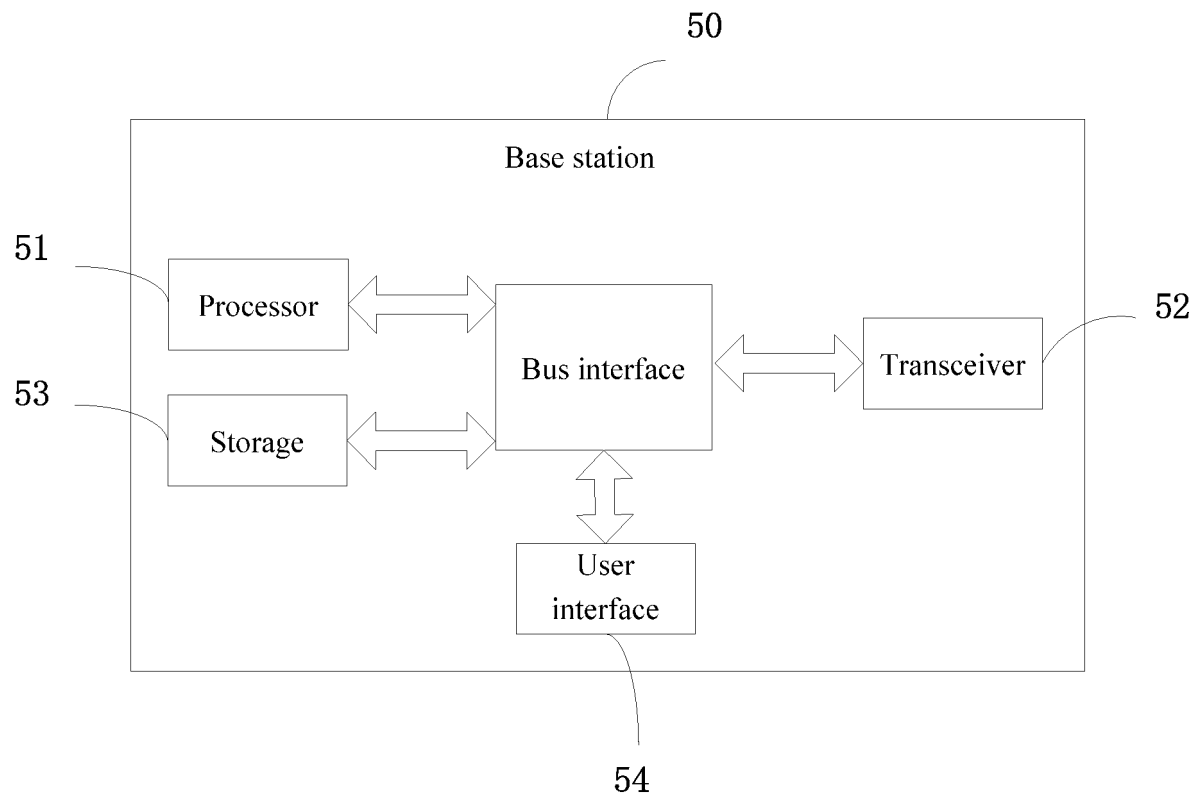 50
Base station
51
Processor
Bus interface
52
Transceiver
53
Storage
User
interface
54